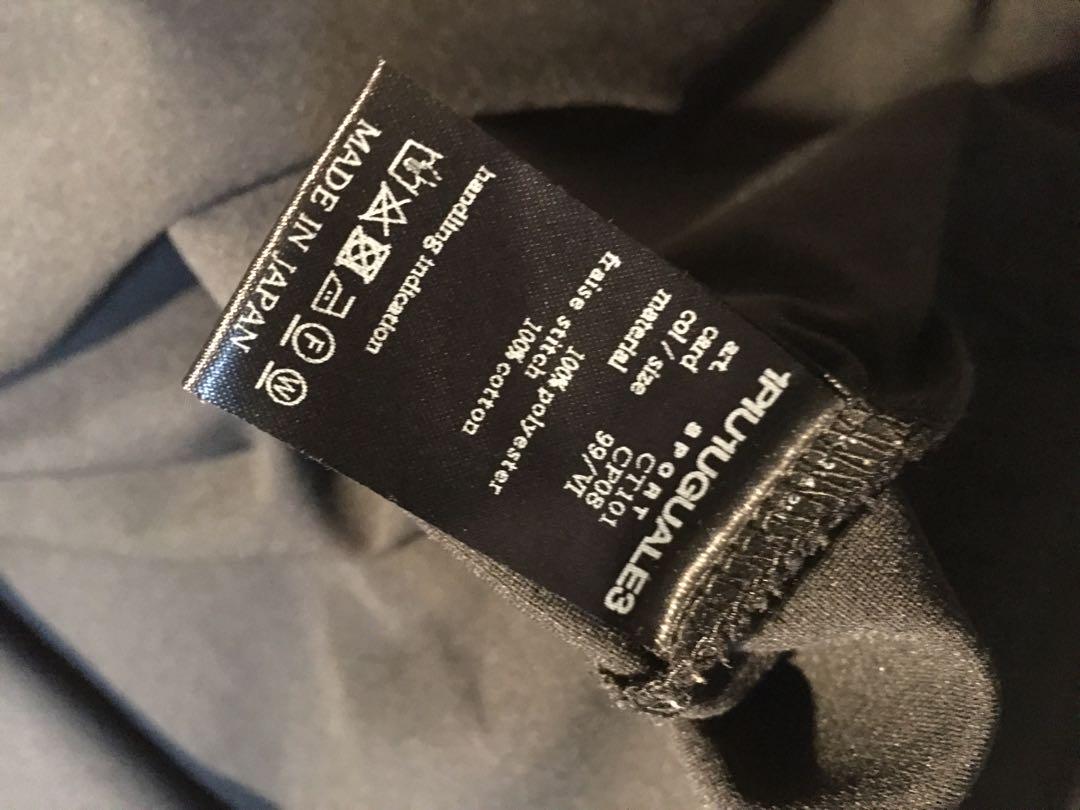 1PIU1UGUALE3
SPORT
art CT101
card CP08
col / size 99/VI
material
100% polyester
fraise stitch
100% cotton
handling indication
F W
MADE IN JAPAN